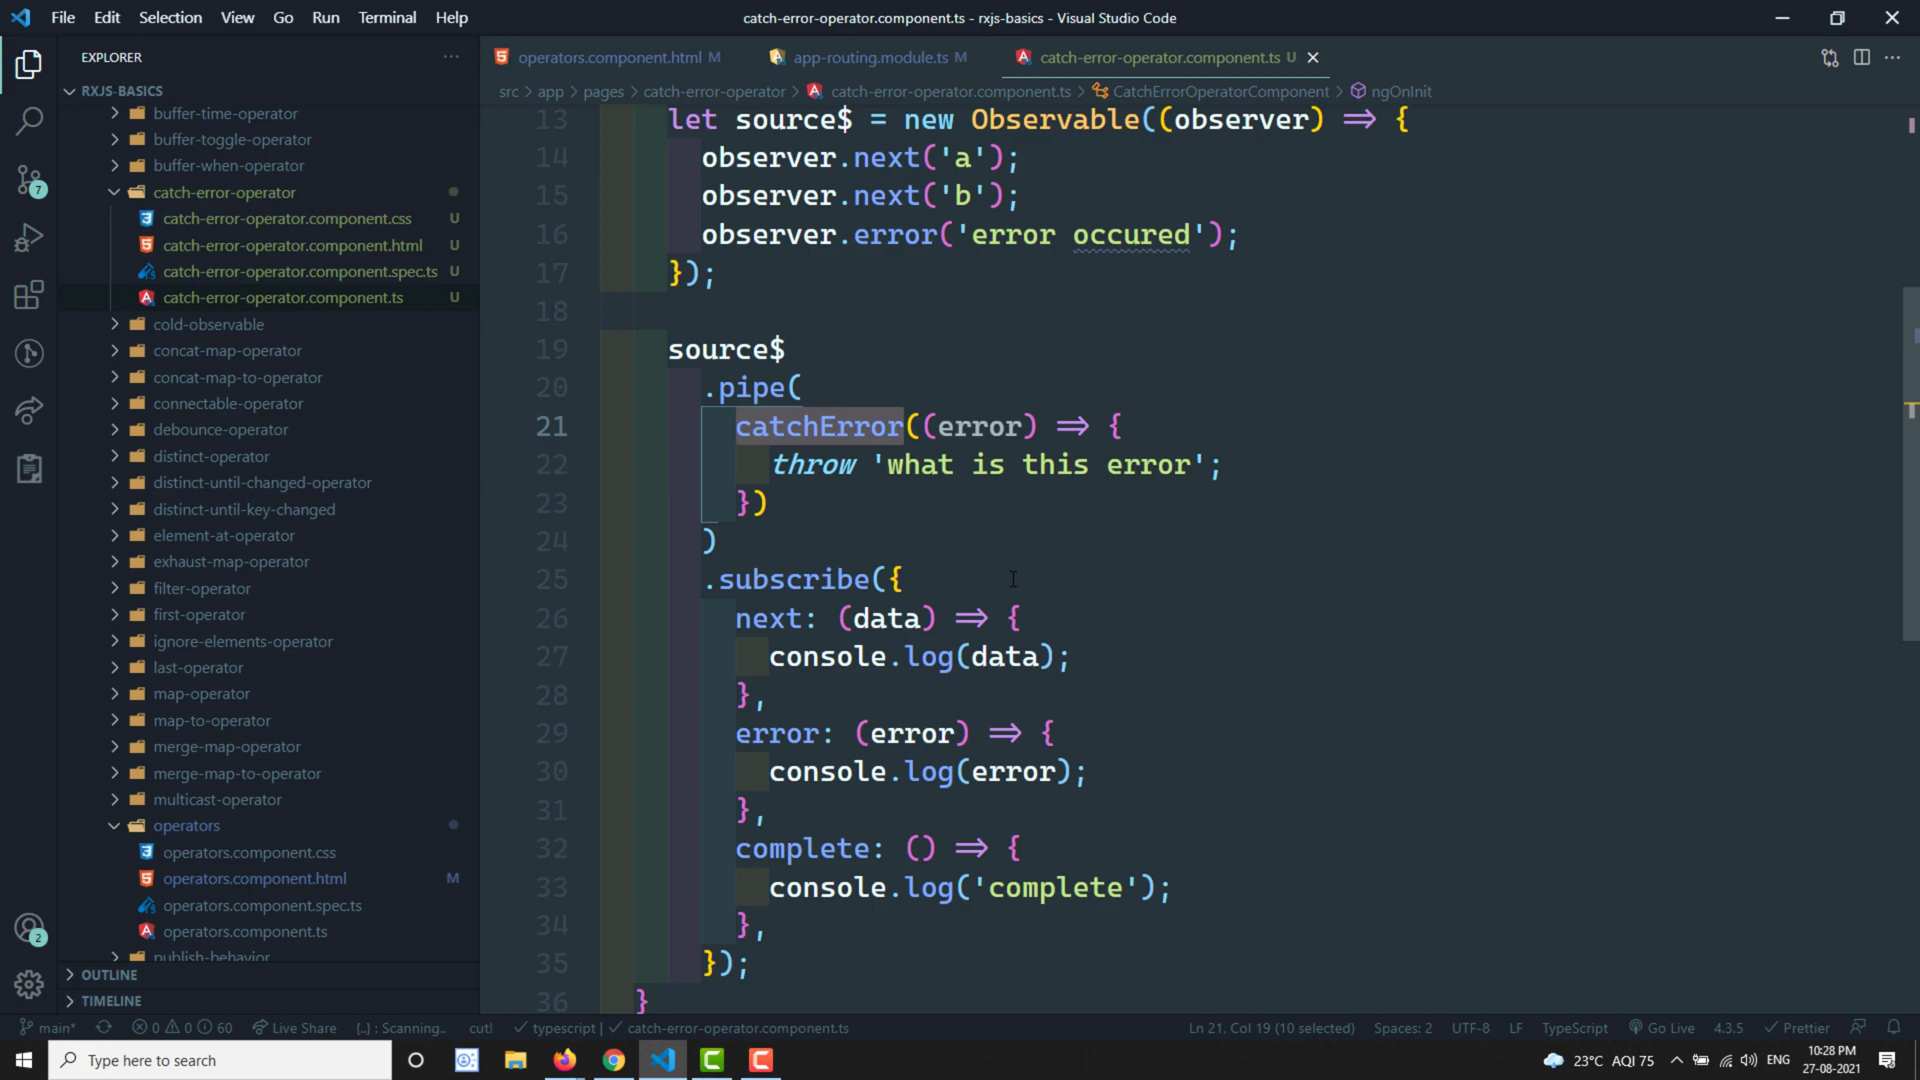 File Edit Selection View Go Run Terminal Help
catch-error-operator.component.ts - rxjs-basics - Visual Studio Code
EXPLORER
operators.component.html M
app-routing.module.ts M
catch-error-operator.component.ts U
RXJS-BASICS
src > app > pages > catch-error-operator > catch-error-operator.component.ts > CatchErrorOperatorComponent > ngOnInit
buffer-time-operator
buffer-toggle-operator
buffer-when-operator
catch-error-operator
catch-error-operator.component.css U
catch-error-operator.component.html U
catch-error-operator.component.spec.ts U
catch-error-operator.component.ts U
cold-observable
concat-map-operator
concat-map-to-operator
connectable-operator
debounce-operator
distinct-operator
distinct-until-changed-operator
distinct-until-key-changed
element-at-operator
exhaust-map-operator
filter-operator
first-operator
ignore-elements-operator
last-operator
map-operator
map-to-operator
merge-map-operator
merge-map-to-operator
multicast-operator
operators
operators.component.css
operators.component.html M
operators.component.spec.ts
operators.component.ts
publish-behavior
OUTLINE
TIMELINE
7
2
13 let source$ = new Observable((observer) => {
14 observer.next('a');
15 observer.next('b');
16 observer.error('error occured');
17 });
18
19 source$
20 .pipe(
21 catchError((error) => {
22 throw 'what is this error';
23 })
24 )
25 .subscribe({
26 next: (data) => {
27 console.log(data);
28 },
29 error: (error) => {
30 console.log(error);
31 },
32 complete: () => {
33 console.log('complete');
34 },
35 });
36 }
main* 0 0 60 Live Share {..} : Scanning.. cut! typescript | catch-error-operator.component.ts Ln 21, Col 19 (10 selected) Spaces: 2 UTF-8 LF TypeScript Go Live 4.3.5 Prettier
Type here to search
23°C AQI 75 ENG
10:28 PM
27-08-2021